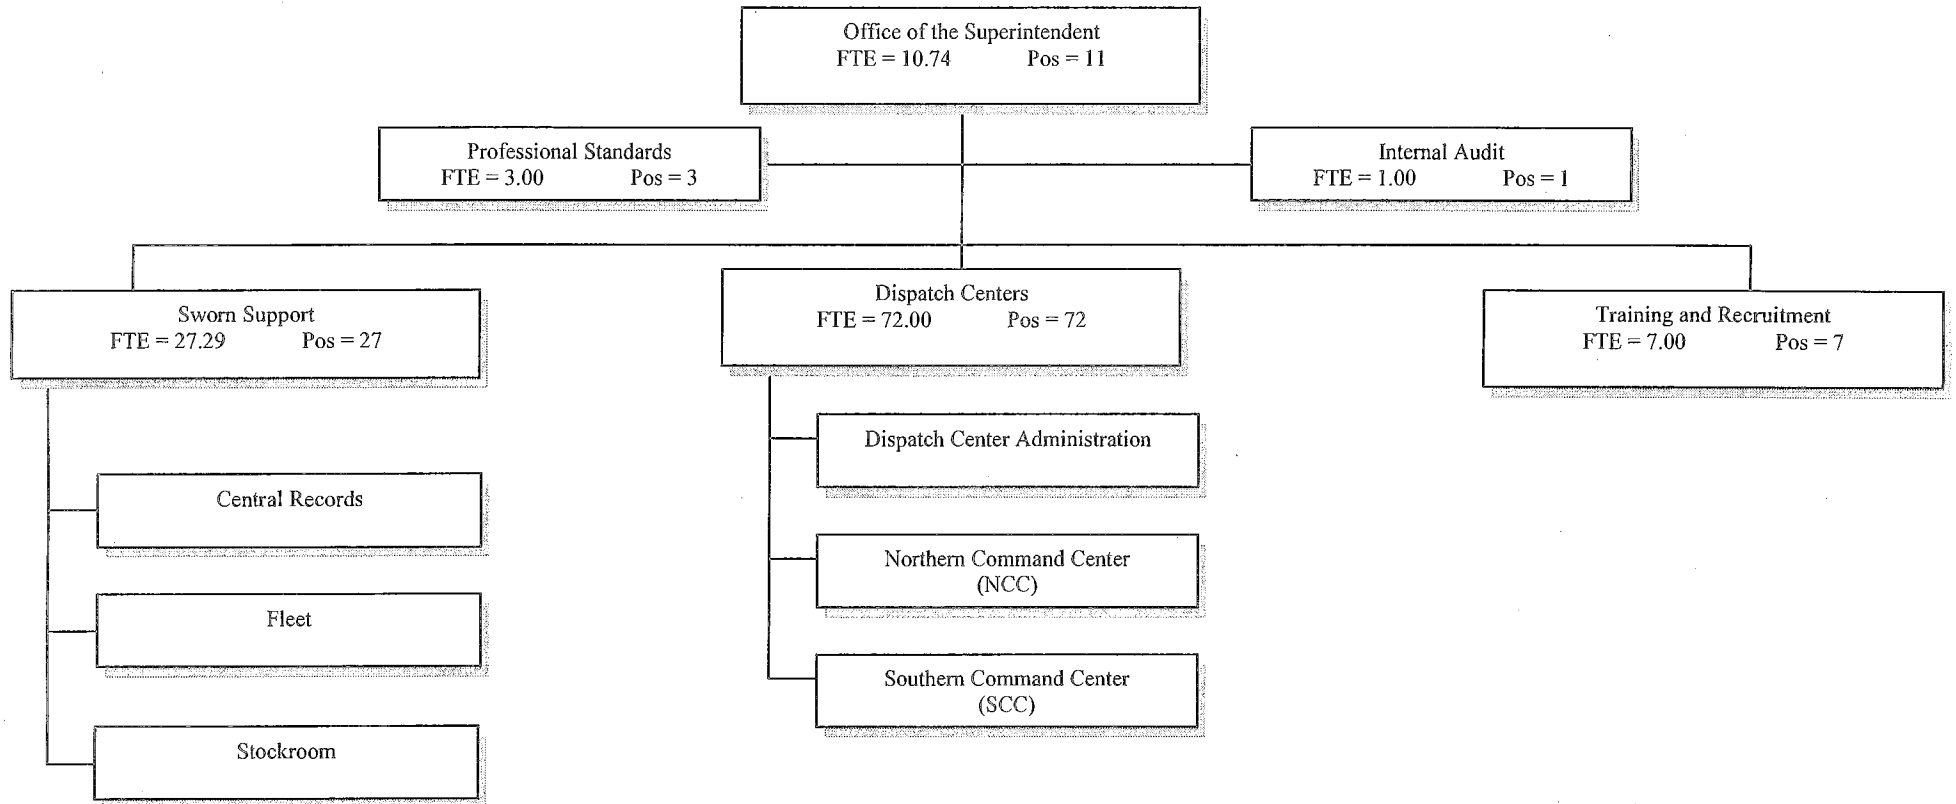 Office of the Superintendent
FTE = 10.74 Pos = 11
Professional Standards
FTE = 3.00 Pos = 3
Internal Audit
FTE = 1.00 Pos = 1
Sworn Support
FTE = 27.29 Pos = 27
Dispatch Centers
FTE = 72.00 Pos = 72
Training and Recruitment
FTE = 7.00 Pos = 7
Central Records
Fleet
Stockroom
Dispatch Center Administration
Northern Command Center
(NCC)
Southern Command Center
(SCC)